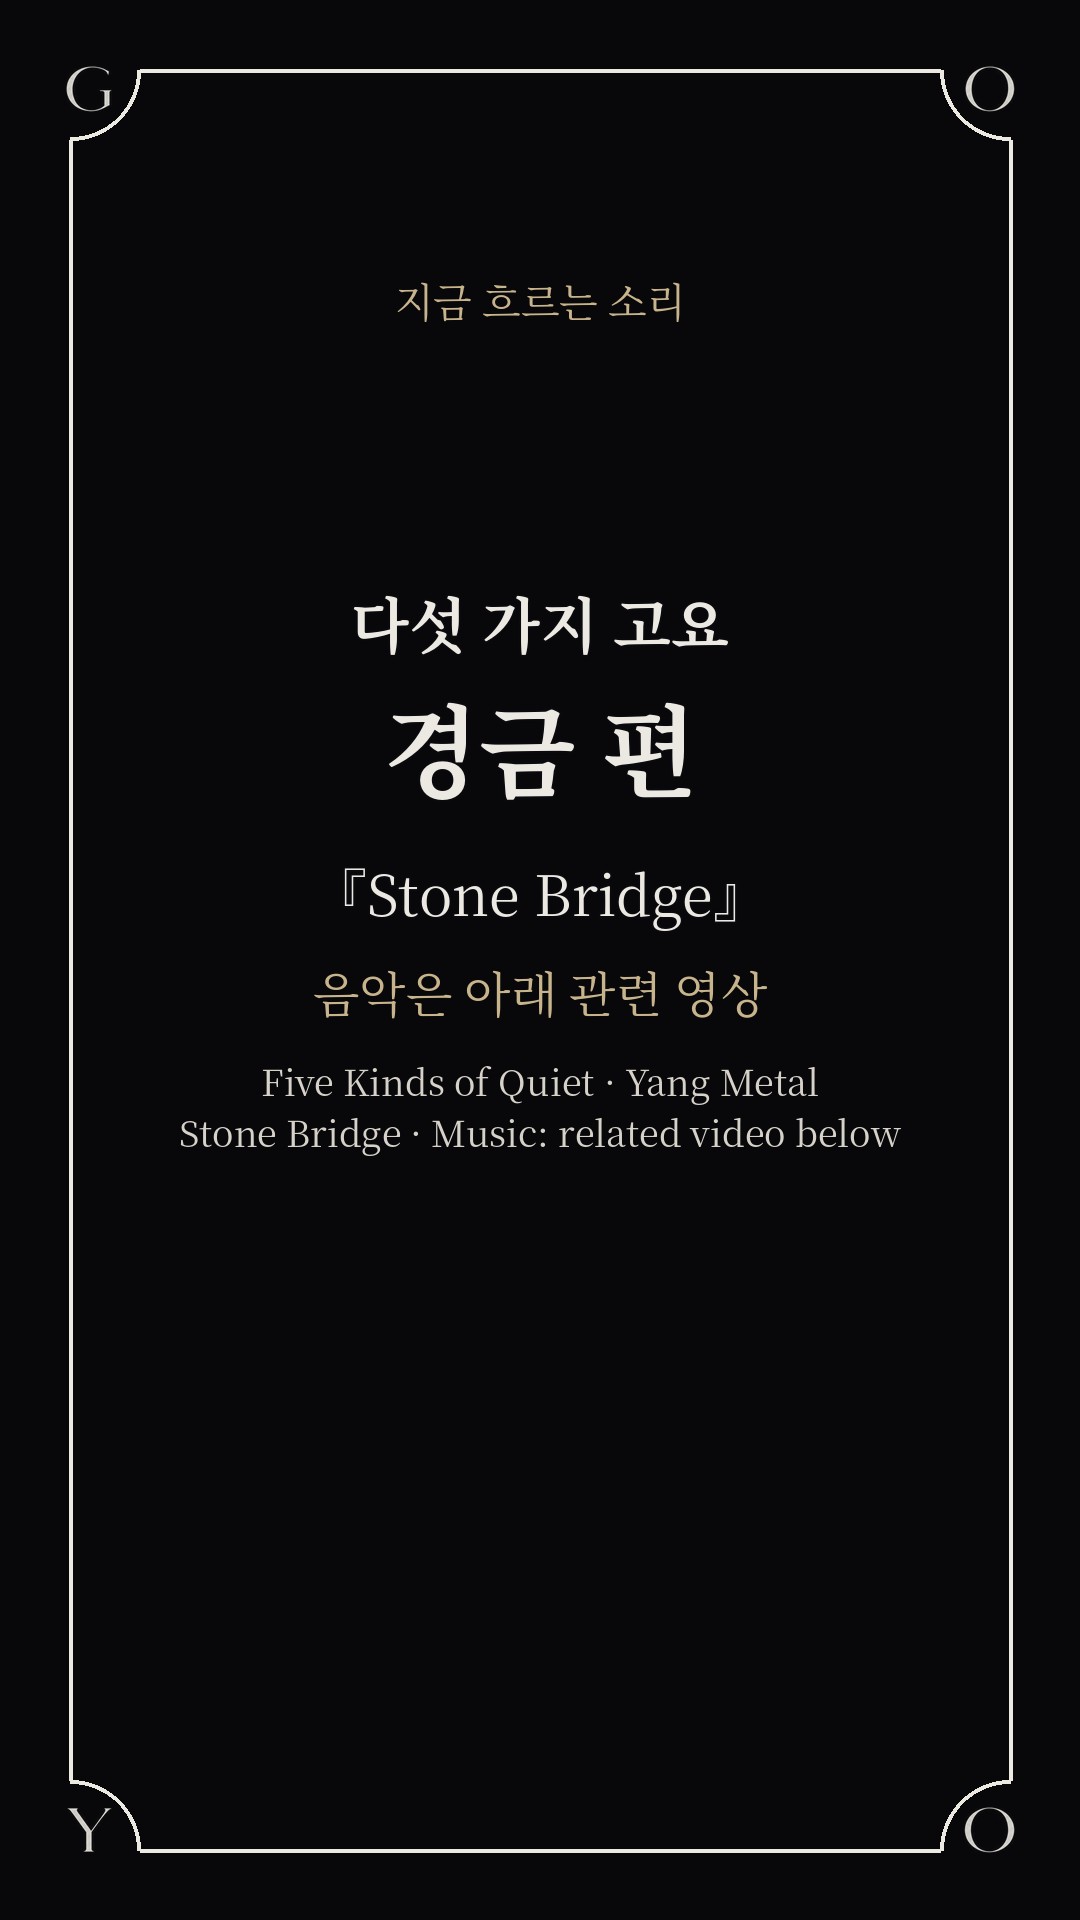 G O
지금 흐르는 소리
다섯 가지 고요
경금 편
『Stone Bridge』
음악은 아래 관련 영상
Five Kinds of Quiet · Yang Metal
Stone Bridge · Music: related video below
Y O